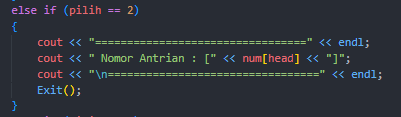 else if (pilih == 2)
{
    cout << "=================================" << endl;
    cout << " Nomor Antrian : [" << num[head] << "]";
    cout << "\n=================================" << endl;
    Exit();
}